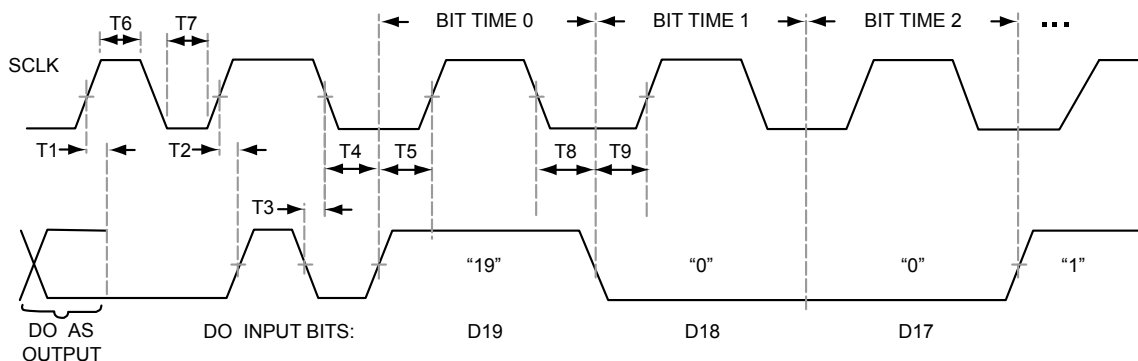 T6 T7 BIT TIME 0 BIT TIME 1 BIT TIME 2 ...
SCLK
T1 T2 T4 T5 T8 T9
T3
“19” “0” “0” “1”
DO AS DO INPUT BITS: D19 D18 D17
OUTPUT